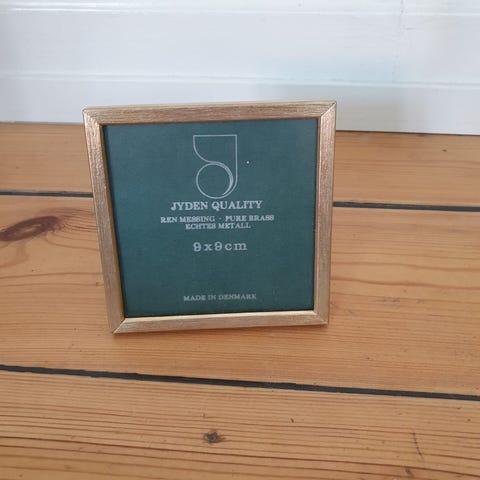 JYDEN QUALITY
REN MESSING · PURE BRASS
ECHTES METALL
9x9cm
MADE IN DENMARK